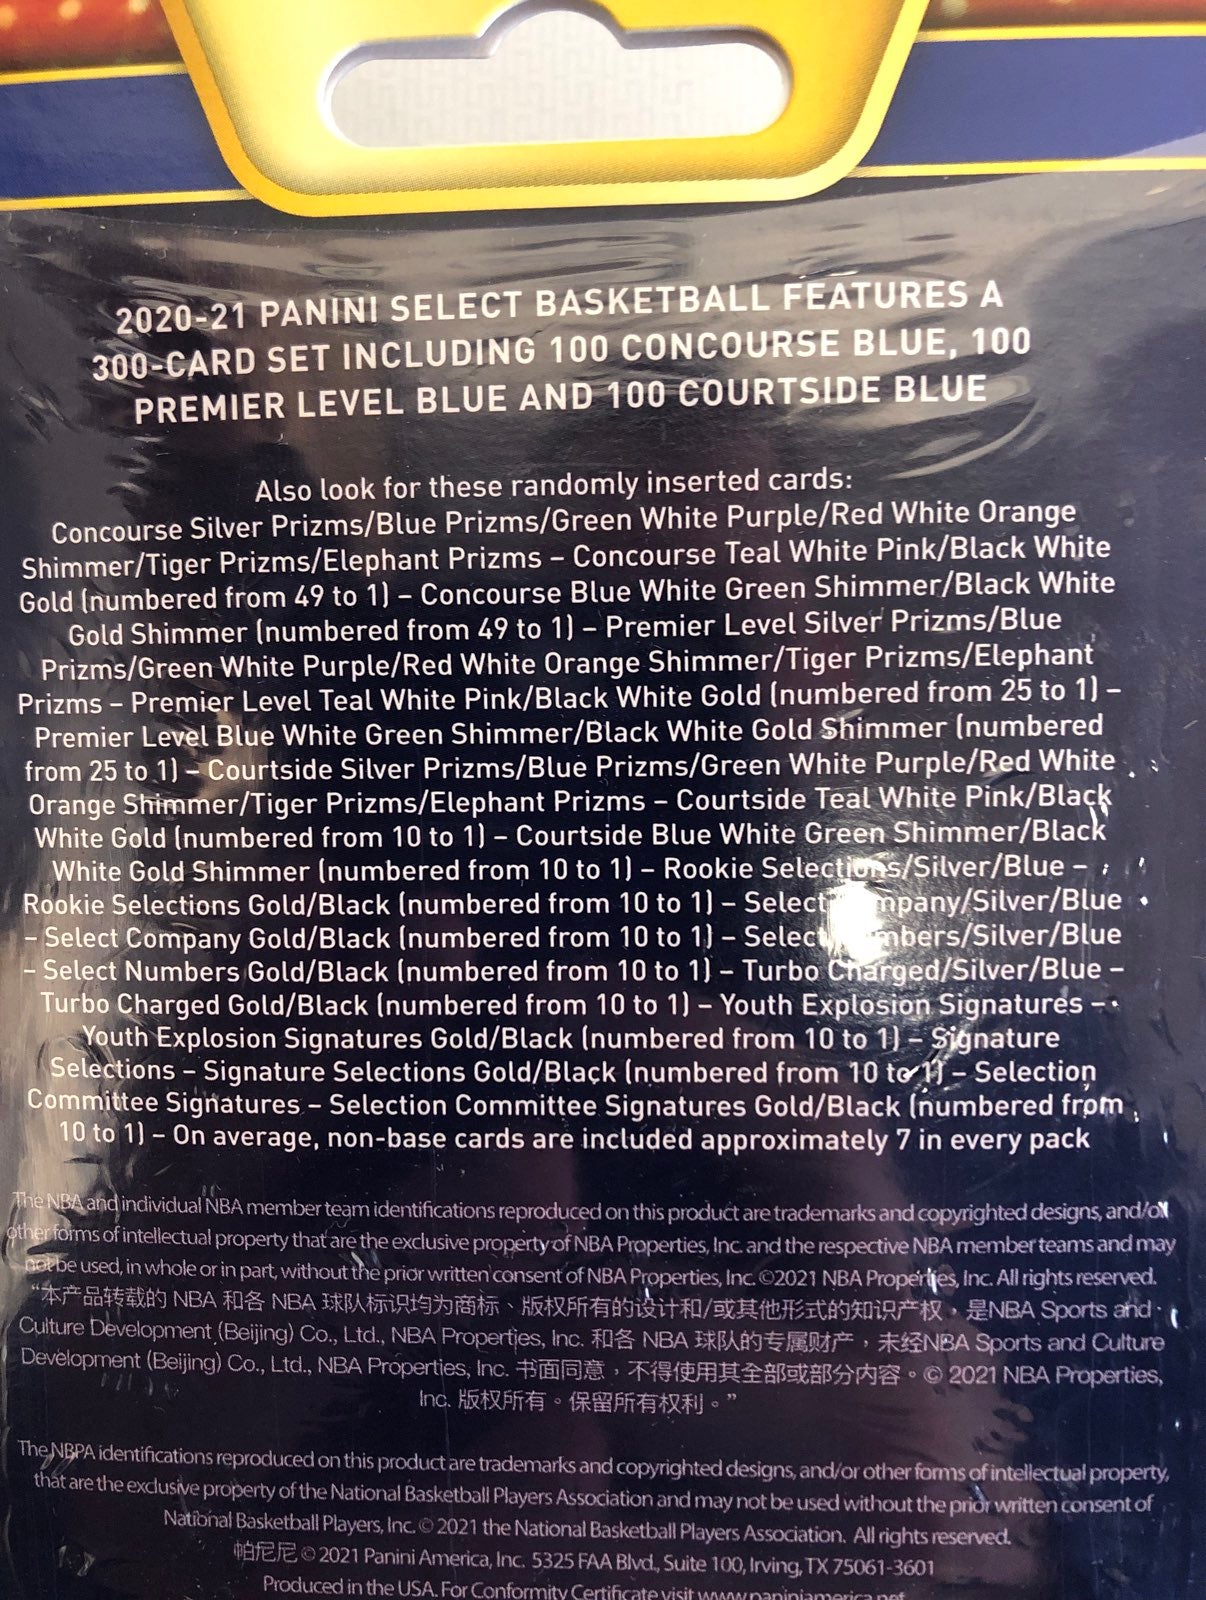 2020-21 PANINI SELECT BASKETBALL FEATURES A
300-CARD SET INCLUDING 100 CONCOURSE BLUE, 100
PREMIER LEVEL BLUE AND 100 COURTSIDE BLUE
Also look for these randomly inserted cards:
Concourse Silver Prizms/Blue Prizms/Green White Purple/Red White Orange
Shimmer/Tiger Prizms/Elephant Prizms – Concourse Teal White Pink/Black White
Gold (numbered from 49 to 1) – Concourse Blue White Green Shimmer/Black White
Gold Shimmer (numbered from 49 to 1) – Premier Level Silver Prizms/Blue
Prizms/Green White Purple/Red White Orange Shimmer/Tiger Prizms/Elephant
Prizms – Premier Level Teal White Pink/Black White Gold (numbered from 25 to 1) –
Premier Level Blue White Green Shimmer/Black White Gold Shimmer (numbered
from 25 to 1) – Courtside Silver Prizms/Blue Prizms/Green White Purple/Red White
Orange Shimmer/Tiger Prizms/Elephant Prizms – Courtside Teal White Pink/Black
White Gold (numbered from 10 to 1) – Courtside Blue White Green Shimmer/Black
White Gold Shimmer (numbered from 10 to 1) – Rookie Selections/Silver/Blue –
Rookie Selections Gold/Black (numbered from 10 to 1) – Select /Silver/Blue
– Select Company Gold/Black (numbered from 10 to 1) – Select /Silver/Blue
– Select Numbers Gold/Black (numbered from 10 to 1) – Turbo Charged/Silver/Blue –
Turbo Charged Gold/Black (numbered from 10 to 1) – Youth Explosion Signatures –
Youth Explosion Signatures Gold/Black (numbered from 10 to 1) – Signature
Selections – Signature Selections Gold/Black (numbered from 10 to 1) – Selection
Committee Signatures – Selection Committee Signatures Gold/Black (numbered from
10 to 1) – On average, non-base cards are included approximately 7 in every pack
The NBA and individual NBA member team identifications reproduced on this product are trademarks and copyrighted designs, and/or
other forms of intellectual property that are the exclusive property of NBA Properties, Inc. and the respective NBA member teams and may
not be used, in whole or in part, without the prior written consent of NBA Properties, Inc. ©2021 NBA Properties, Inc. All rights reserved.
“本产品转载的 NBA 和各 NBA 球队标识均为商标、版权所有的设计和/或其他形式的知识产权，是NBA Sports and
Culture Development (Beijing) Co., Ltd., NBA Properties, Inc. 和各 NBA 球队的专属财产，未经NBA Sports and Culture
Development (Beijing) Co., Ltd., NBA Properties, Inc. 书面同意，不得使用其全部或部分内容。© 2021 NBA Properties,
Inc. 版权所有。保留所有权利。”
The NBPA identifications reproduced on this product are trademarks and copyrighted designs, and/or other forms of intellectual property,
that are the exclusive property of the National Basketball Players Association and may not be used without the prior written consent of
National Basketball Players, Inc. © 2021 the National Basketball Players Association. All rights reserved.
帕尼尼 © 2021 Panini America, Inc. 5325 FAA Blvd., Suite 100, Irving, TX 75061-3601
Produced in the USA. For Conformity Certificate visit www.paniniamerica.net